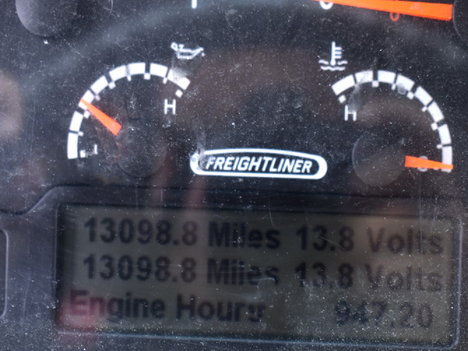 H
H
L
FREIGHTLINER
13098.8 Miles 13.8 Volts
13098.8 Miles 13.8 Volts
Engine Hours 947.20